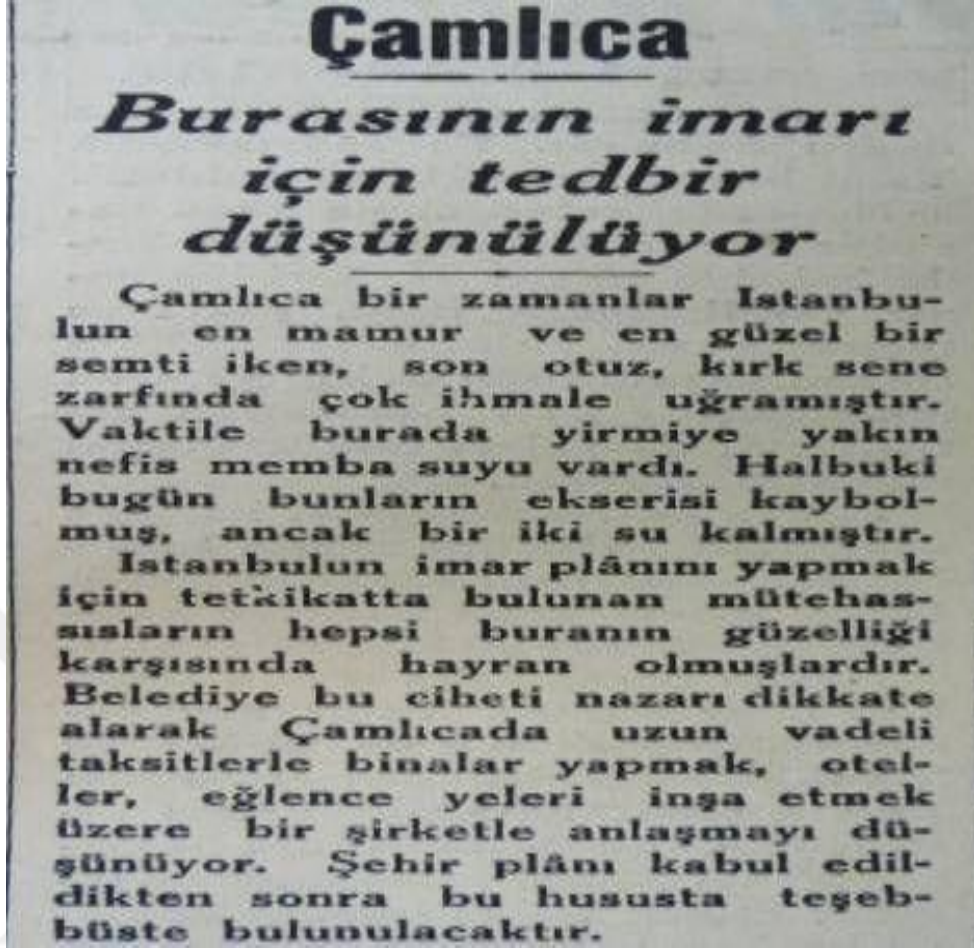 Çamlıca
Burasının imarı
için tedbir
düşünülüyor
Çamlıca bir zamanlar Istanbu-
lun en mamur ve en güzel bir
semti iken, son otuz, kırk sene
zarfında çok ihmale uğramıştır.
Vaktile burada yirmiye yakın
nefis memba suyu vardı. Halbuki
bugün bunların ekserisi kaybol-
muş, ancak bir iki su kalmıştır.
Istanbulun imar plânını yapmak
için tetkikatta bulunan mütehas-
sısların hepsi buranın güzelliği
karşısında hayran olmuşlardır.
Belediye bu ciheti nazarı dikkate
alarak Çamlıcada uzun vadeli
taksitlerle binalar yapmak, otel-
ler, eğlence yeleri inşa etmek
üzere bir şirketle anlaşmayı dü-
şünüyor. Şehir plânı kabul edil-
dikten sonra bu hususta teşeb-
büste bulunulacaktır.